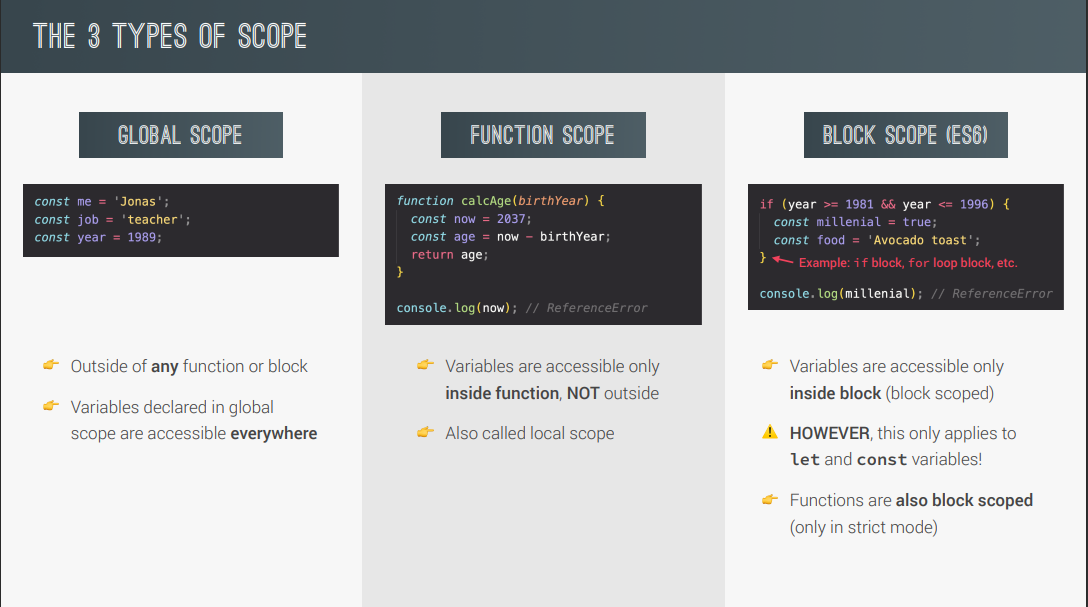 THE 3 TYPES OF SCOPE
GLOBAL SCOPE
const me = 'Jonas';
const job = 'teacher';
const year = 1989;
👉 Outside of any function or block
👉 Variables declared in global
scope are accessible everywhere
FUNCTION SCOPE
function calcAge(birthYear) {
const now = 2037;
const age = now − birthYear;
return age;
}
console.log(now); // ReferenceError
👉 Variables are accessible only
inside function, NOT outside
👉 Also called local scope
BLOCK SCOPE (ES6)
if (year >= 1981 && year <= 1996) {
const millenial = true;
const food = 'Avocado toast';
} Example: if block, for loop block, etc.
console.log(millenial); // ReferenceError
👉 Variables are accessible only
inside block (block scoped)
⚠️ HOWEVER, this only applies to
let and const variables!
👉 Functions are also block scoped
(only in strict mode)